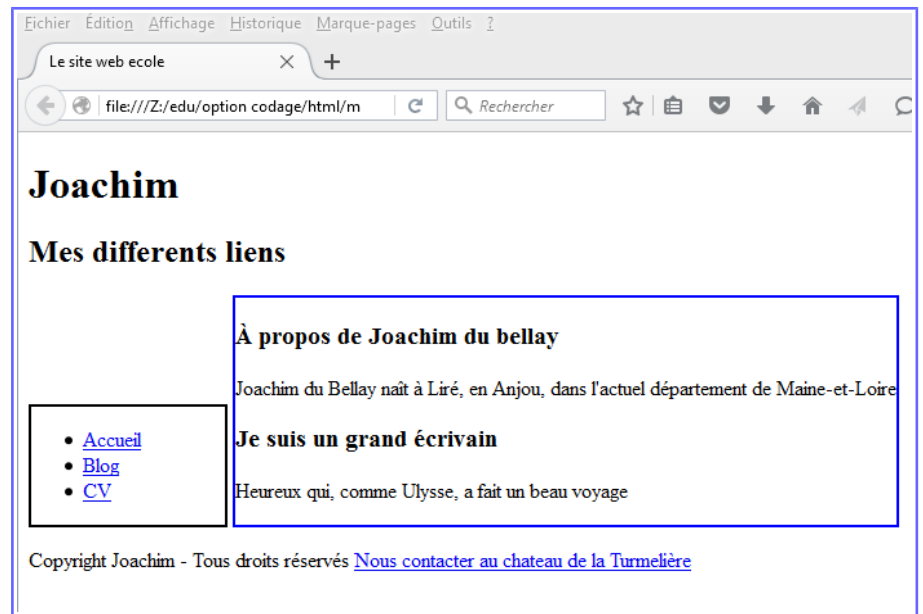 Fichier Édition Affichage Historique Marque-pages Outils ?
Le site web ecole
file:///Z:/edu/option codage/html/m
Rechercher
Joachim
Mes differents liens
À propos de Joachim du bellay
Joachim du Bellay naît à Liré, en Anjou, dans l'actuel département de Maine-et-Loire
Je suis un grand écrivain
Heureux qui, comme Ulysse, a fait un beau voyage
Accueil
Blog
CV
Copyright Joachim - Tous droits réservés Nous contacter au chateau de la Turmelière